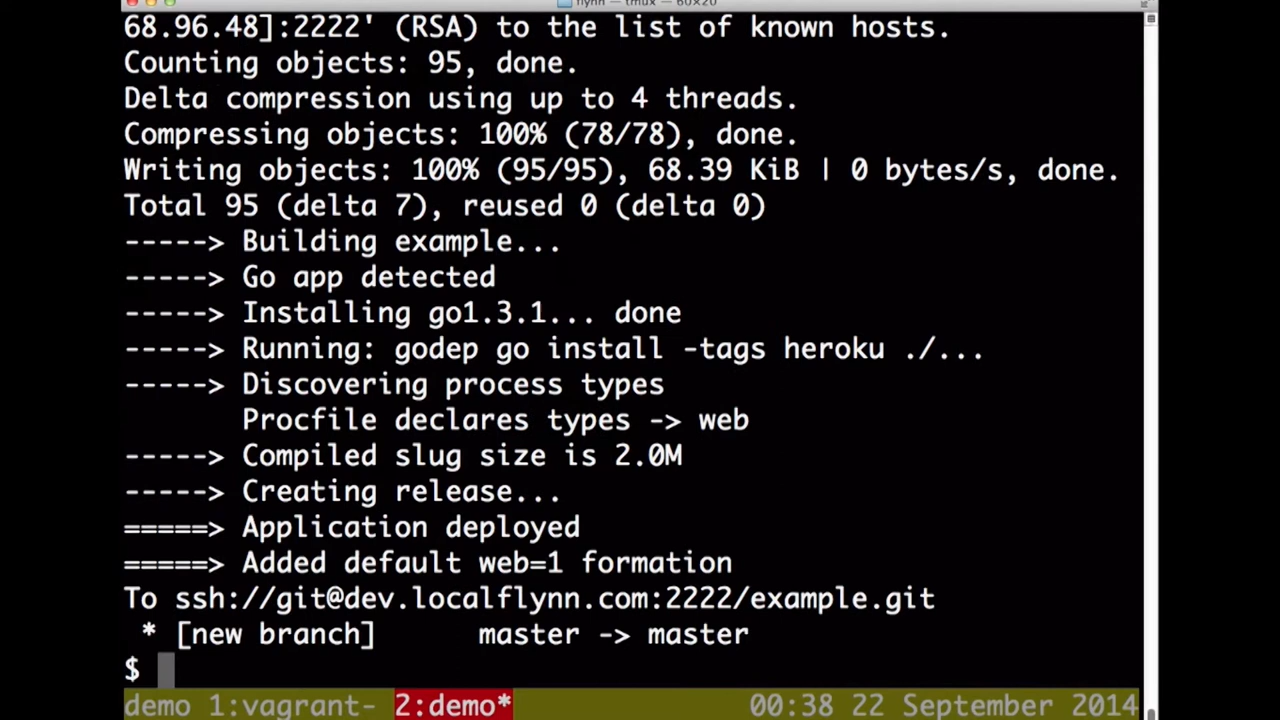 flynn — tmux — 60×20
68.96.48]:2222' (RSA) to the list of known hosts.
Counting objects: 95, done.
Delta compression using up to 4 threads.
Compressing objects: 100% (78/78), done.
Writing objects: 100% (95/95), 68.39 KiB | 0 bytes/s, done.
Total 95 (delta 7), reused 0 (delta 0)
-----> Building example...
-----> Go app detected
-----> Installing go1.3.1... done
-----> Running: godep go install -tags heroku ./...
-----> Discovering process types
       Procfile declares types -> web
-----> Compiled slug size is 2.0M
-----> Creating release...
=====> Application deployed
=====> Added default web=1 formation
To ssh://git@dev.localflynn.com:2222/example.git
 * [new branch]      master -> master
$
demo 1:vagrant- 2:demo* 00:38 22 September 2014